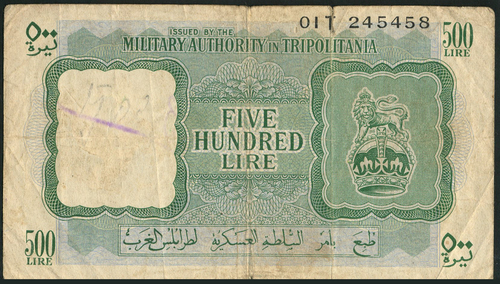 01T 245458
ISSUED BY THE
MILITARY AUTHORITY IN TRIPOLITANIA
٥٠٠
ليرة
500
LIRE
FIVE
HUNDRED
LIRE
500
LIRE
طبع بامر السلطة العسكرية لطرابلس الغرب
٥٠٠
ليرة